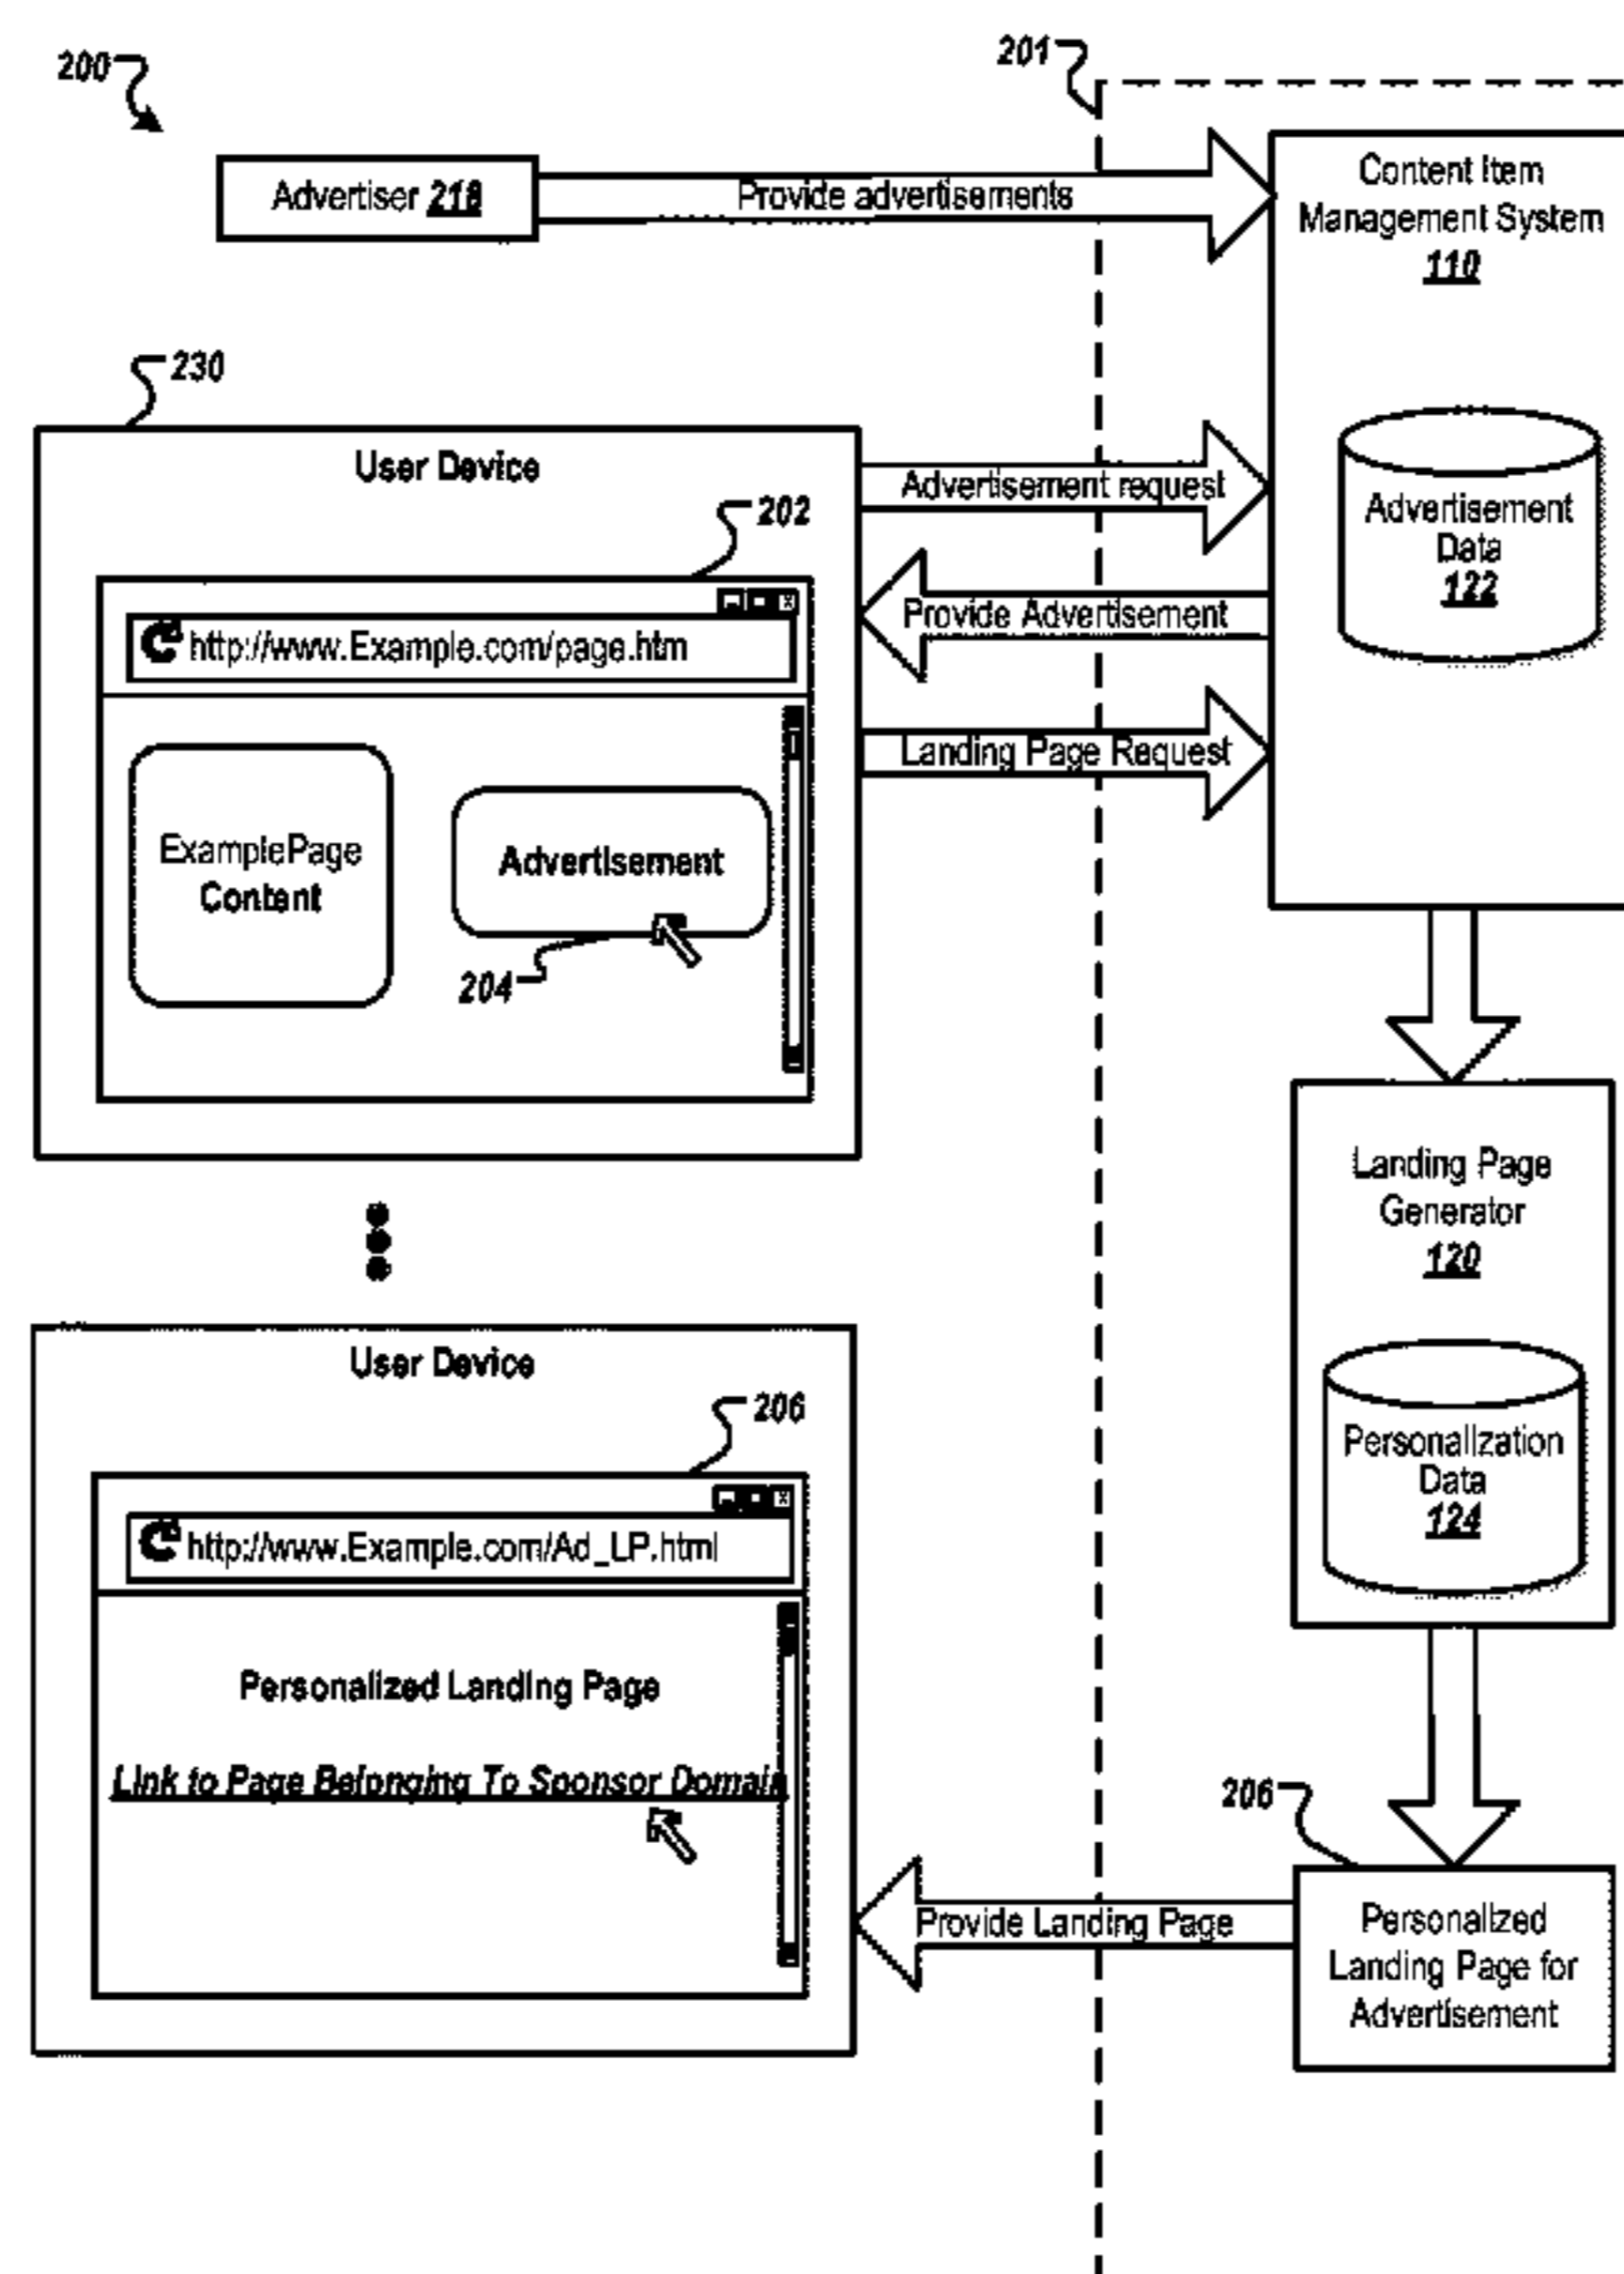 200
201
Advertiser 218
Provide advertisements
Content Item
Management System
110
230
User Device
202
http://www.Example.com/page.htm
ExamplePage
Content
Advertisement
204
Advertisement request
Provide Advertisement
Landing Page Request
Advertisement
Data
122
Landing Page
Generator
120
Personalization
Data
124
User Device
206
http://www.Example.com/Ad_LP.html
Personalized Landing Page
Link to Page Belonging To Sponsor Domain
Provide Landing Page
206
Personalized
Landing Page for
Advertisement